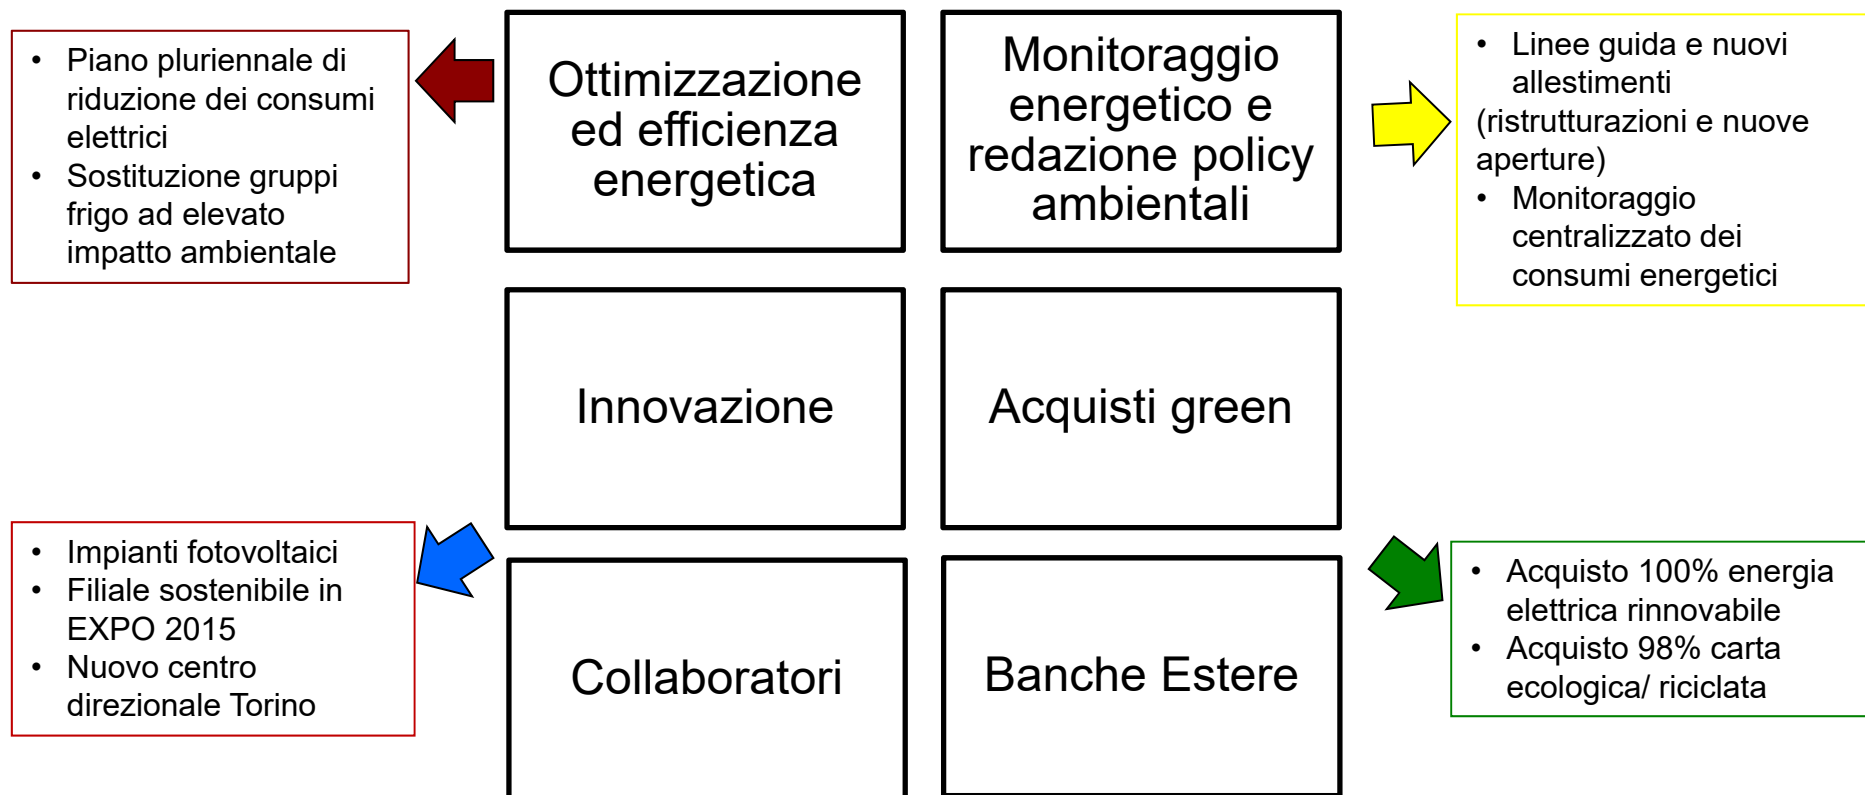 • Piano pluriennale di
riduzione dei consumi
elettrici
• Sostituzione gruppi
frigo ad elevato
impatto ambientale
Ottimizzazione
ed efficienza
energetica
Monitoraggio
energetico e
redazione policy
ambientali
• Linee guida e nuovi
allestimenti
(ristrutturazioni e nuove
aperture)
• Monitoraggio
centralizzato dei
consumi energetici
Innovazione
Acquisti green
• Impianti fotovoltaici
• Filiale sostenibile in
EXPO 2015
• Nuovo centro
direzionale Torino
Collaboratori
Banche Estere
• Acquisto 100% energia
elettrica rinnovabile
• Acquisto 98% carta
ecologica/ riciclata